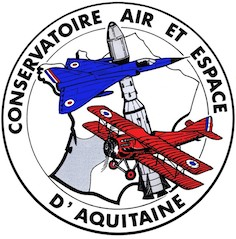 CONSERVATOIRE AIR ET ESPACE
D'AQUITAINE